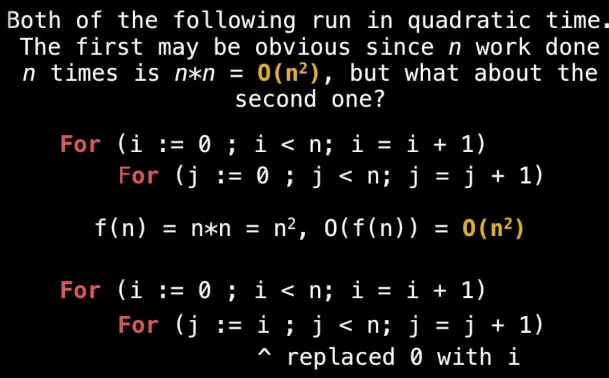 Both of the following run in quadratic time.
The first may be obvious since n work done
n times is n*n = O(n²), but what about the
second one?
For (i := 0 ; i < n; i = i + 1)
For (j := 0 ; j < n; j = j + 1)
f(n) = n*n = n², O(f(n)) = O(n²)
For (i := 0 ; i < n; i = i + 1)
For (j := i ; j < n; j = j + 1)
^ replaced 0 with i